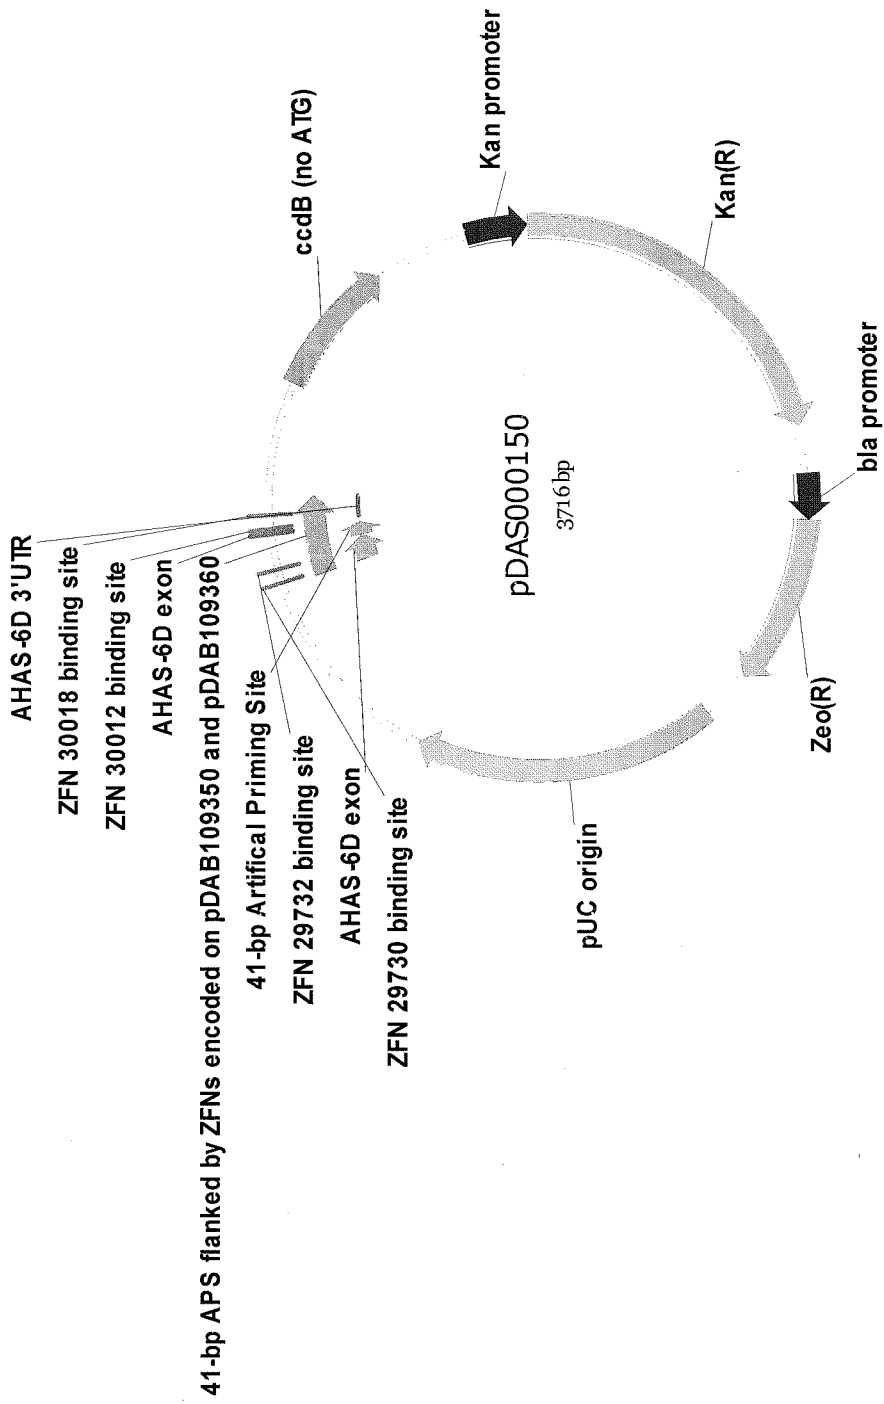 AHAS-6D 3'UTR
ZFN 30018 binding site
ZFN 30012 binding site
AHAS-6D exon
41-bp APS flanked by ZFNs encoded on pDAB109350 and pDAB109360
41-bp Artifical Priming Site
ZFN 29732 binding site
AHAS-6D exon
ZFN 29730 binding site
ccdB (no ATG)
Kan promoter
Kan(R)
bla promoter
Zeo(R)
pUC origin
pDAS000150
3716 bp